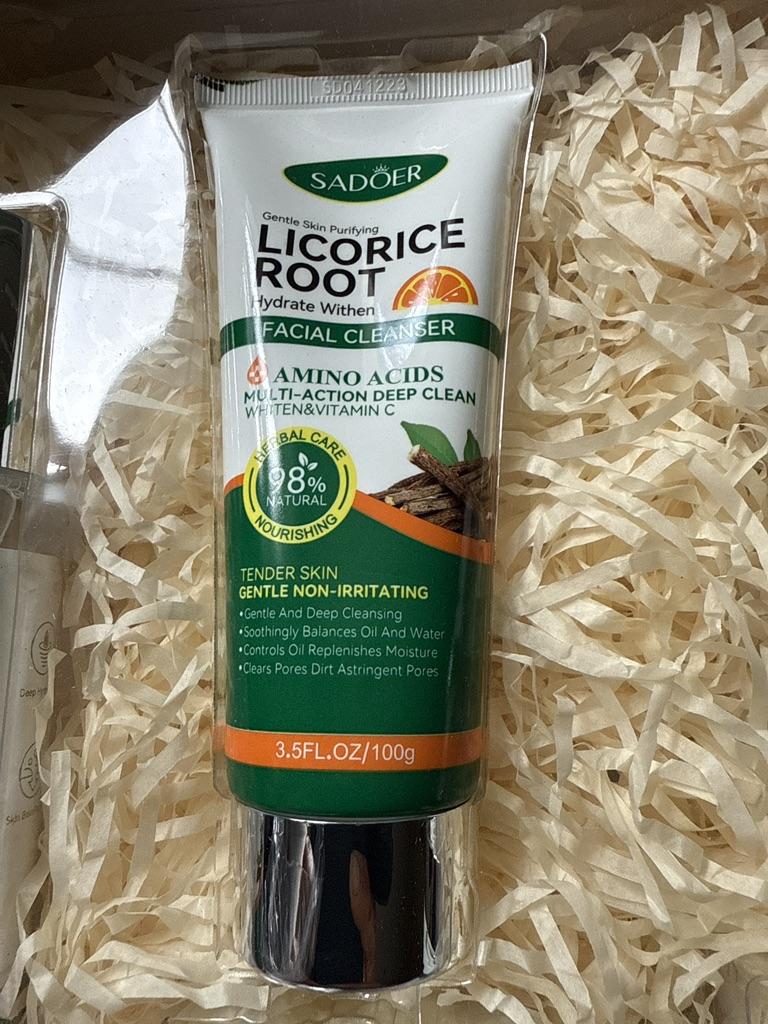 SD041223
SADOER
Gentle Skin Purifying
LICORICE
ROOT
Hydrate Withen
FACIAL CLEANSER
AMINO ACIDS
MULTI-ACTION DEEP CLEAN
WHITEN&VITAMIN C
HERBAL CARE
98%
NATURAL
NOURISHING
TENDER SKIN
GENTLE NON-IRRITATING
•Gentle And Deep Cleansing
•Soothingly Balances Oil And Water
•Controls Oil Replenishes Moisture
•Clears Pores Dirt Astringent Pores
3.5FL.OZ/100g
Deep